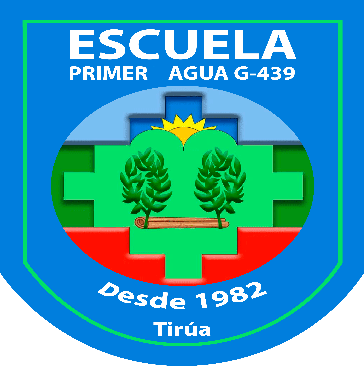 ESCUELA
PRIMER AGUA G-439
Desde 1982
Tirúa